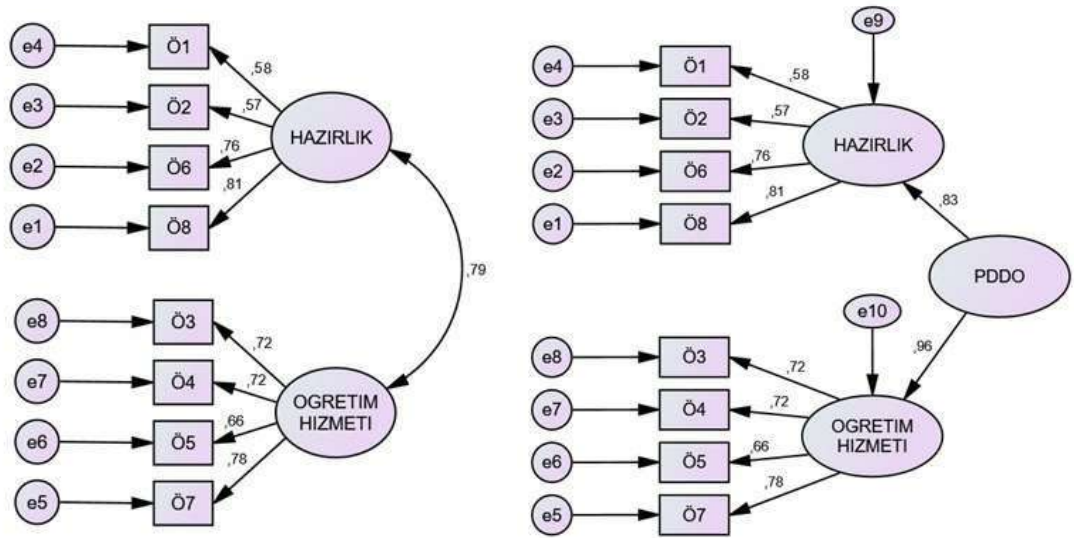 e4
Ö1
,58
e3
Ö2
,57
HAZIRLIK
e2
Ö6
,76
e1
Ö8
,81
,79
e8
Ö3
,72
e7
Ö4
,72
OGRETIM
HIZMETI
e6
Ö5
,66
e5
Ö7
,78
e9
e4
Ö1
,58
e3
Ö2
,57
HAZIRLIK
e2
Ö6
,76
e1
Ö8
,81
,83
PDDO
e10
,96
e8
Ö3
,72
e7
Ö4
,72
OGRETIM
HIZMETI
e6
Ö5
,66
e5
Ö7
,78